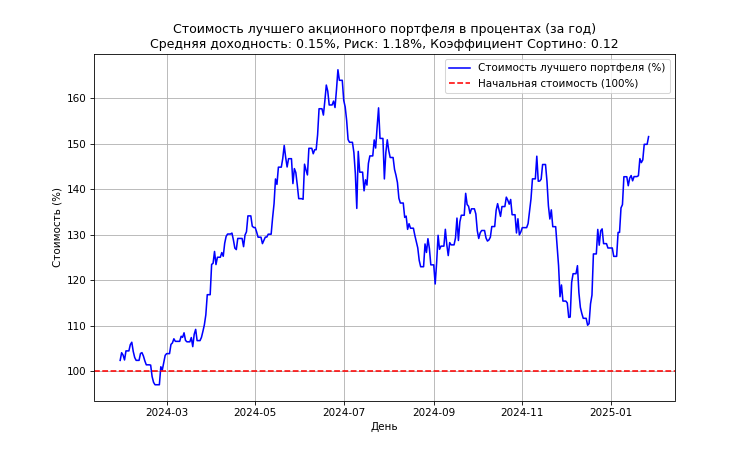 Стоимость лучшего акционного портфеля в процентах (за год)
Средняя доходность: 0.15%, Риск: 1.18%, Коэффициент Сортино: 0.12
Стоимость лучшего портфеля (%)
Начальная стоимость (100%)
Стоимость (%)
160
150
140
130
120
110
100
2024-03
2024-05
2024-07
2024-09
2024-11
2025-01
День